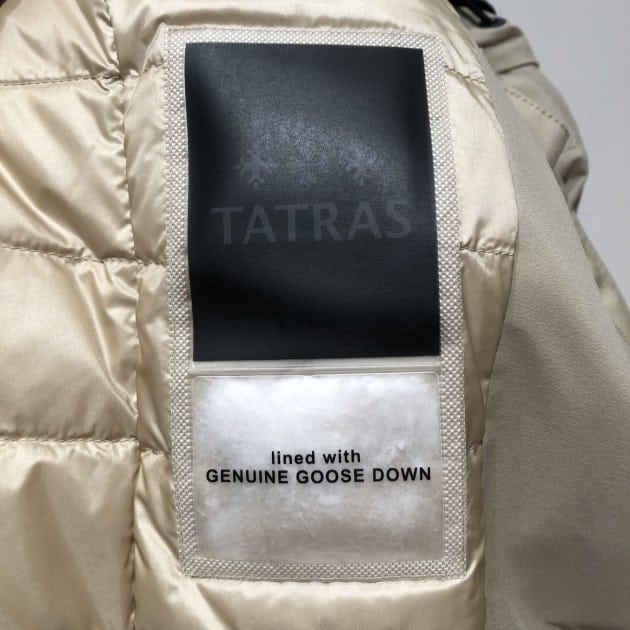 TATRAS
lined with
GENUINE GOOSE DOWN